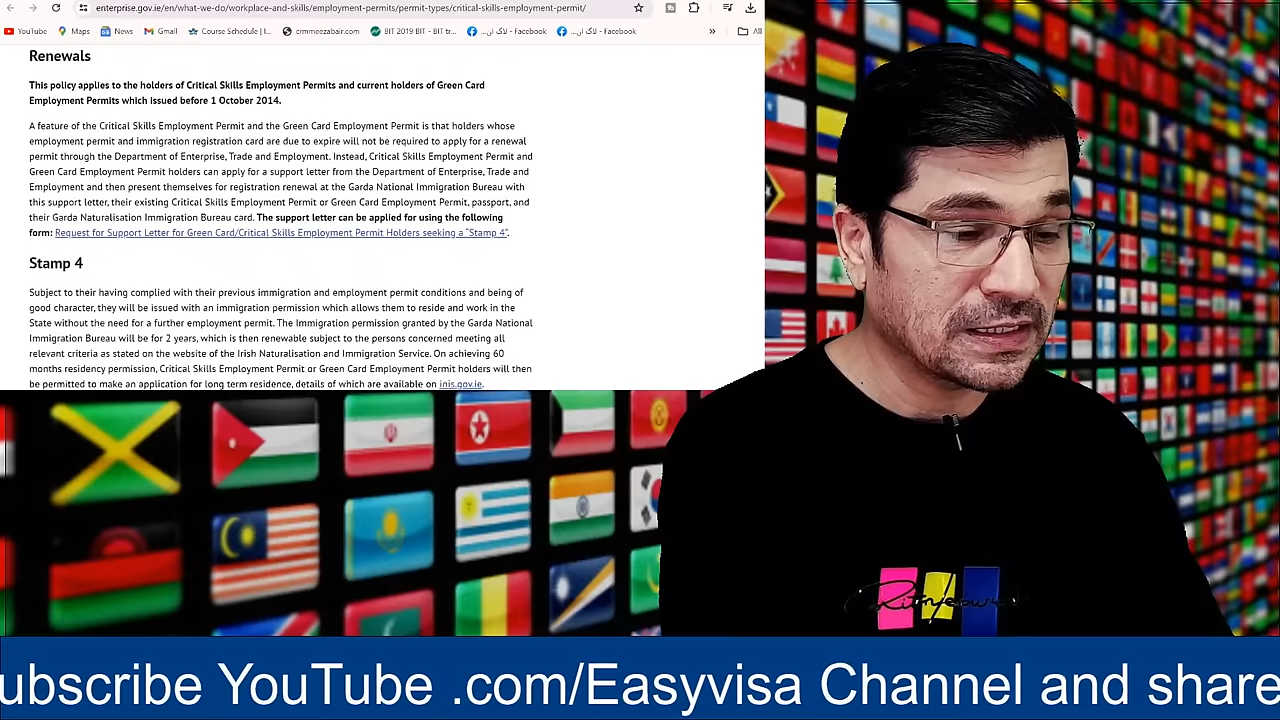 enterprise.gov.ie/en/what-we-do/workplace-and-skills/employment-permits/permit-types/critical-skills-employment-permit/
YouTube Maps News Gmail Course Schedule | I... crmmeezabair.com BIT 2019 BIT - BIT tr... لاگ ان... - Facebook لاگ ان... - Facebook » All
Renewals
This policy applies to the holders of Critical Skills Employment Permits and current holders of Green Card
Employment Permits which issued before 1 October 2014.
A feature of the Critical Skills Employment Permit and the Green Card Employment Permit is that holders whose
employment permit and immigration registration card are due to expire will not be required to apply for a renewal
permit through the Department of Enterprise, Trade and Employment. Instead, Critical Skills Employment Permit and
Green Card Employment Permit holders can apply for a support letter from the Department of Enterprise, Trade and
Employment and then present themselves for registration renewal at the Garda National Immigration Bureau with
this support letter, their existing Critical Skills Employment Permit or Green Card Employment Permit, passport, and
their Garda Naturalisation Immigration Bureau card. The support letter can be applied for using the following
form: Request for Support Letter for Green Card/Critical Skills Employment Permit Holders seeking a “Stamp 4”.
Stamp 4
Subject to their having complied with their previous immigration and employment permit conditions and being of
good character, they will be issued with an immigration permission which allows them to reside and work in the
State without the need for a further employment permit. The Immigration permission granted by the Garda National
Immigration Bureau will be for 2 years, which is then renewable subject to the persons concerned meeting all
relevant criteria as stated on the website of the Irish Naturalisation and Immigration Service. On achieving 60
months residency permission, Critical Skills Employment Permit or Green Card Employment Permit holders will then
be permitted to make an application for long term residence, details of which are available on inis.gov.ie.
ubscribe YouTube .com/Easyvisa Channel and share